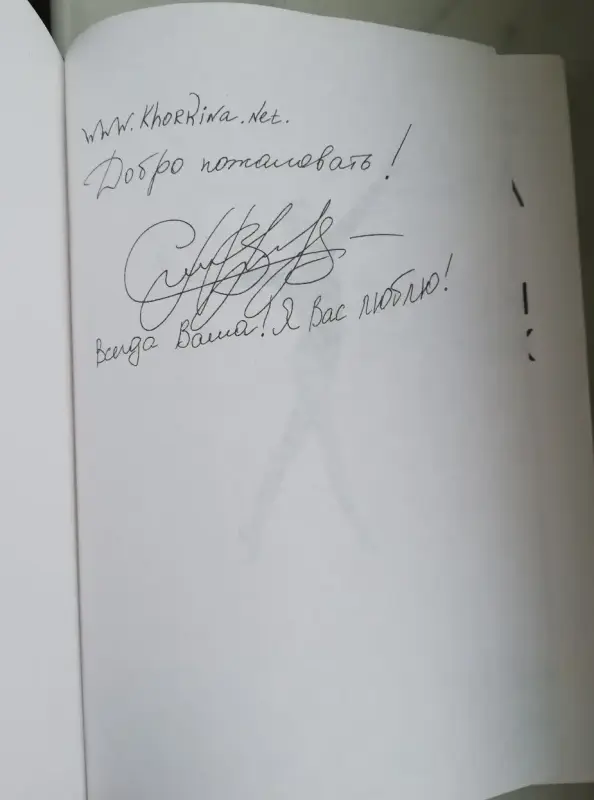 www.Khorkina.Net.
Добро пожаловать!
Всегда Ваша! Я Вас люблю!